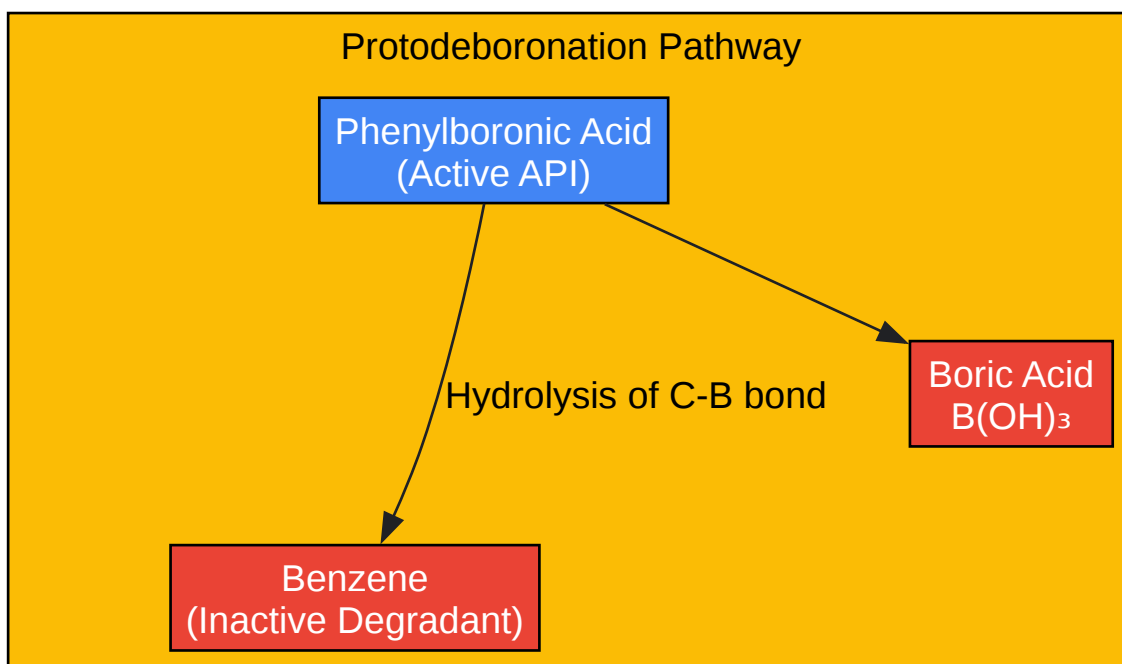 Protodeboronation Pathway
Phenylboronic Acid
(Active API)
Hydrolysis of C-B bond
Boric Acid
B(OH)₃
Benzene
(Inactive Degradant)